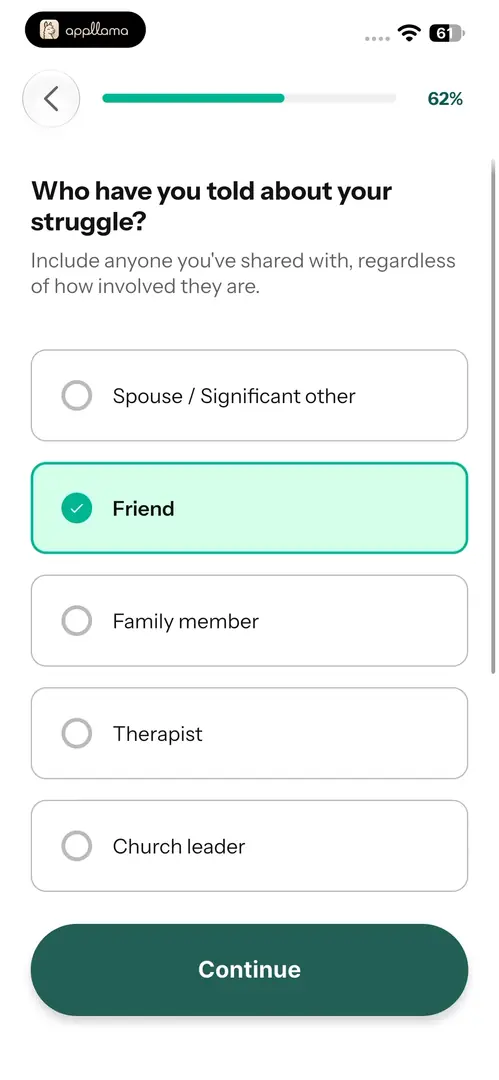 appllama
61
62%
Who have you told about your
struggle?
Include anyone you've shared with, regardless
of how involved they are.
Spouse / Significant other
Friend
Family member
Therapist
Church leader
Continue